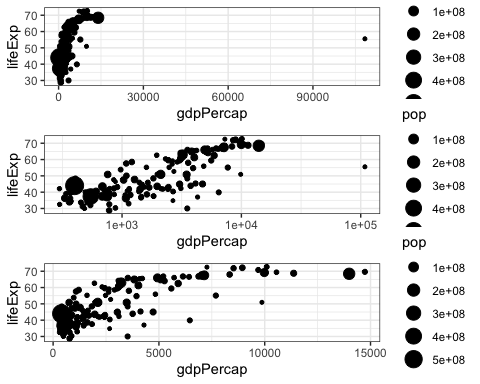 70
60
50
40
30
lifeExp
0
30000
60000
90000
gdpPercap
1e+08
2e+08
3e+08
4e+08
pop
70
60
50
40
30
lifeExp
1e+03
1e+04
1e+05
gdpPercap
1e+08
2e+08
3e+08
4e+08
pop
70
60
50
40
30
lifeExp
0
5000
10000
15000
gdpPercap
1e+08
2e+08
3e+08
4e+08
5e+08